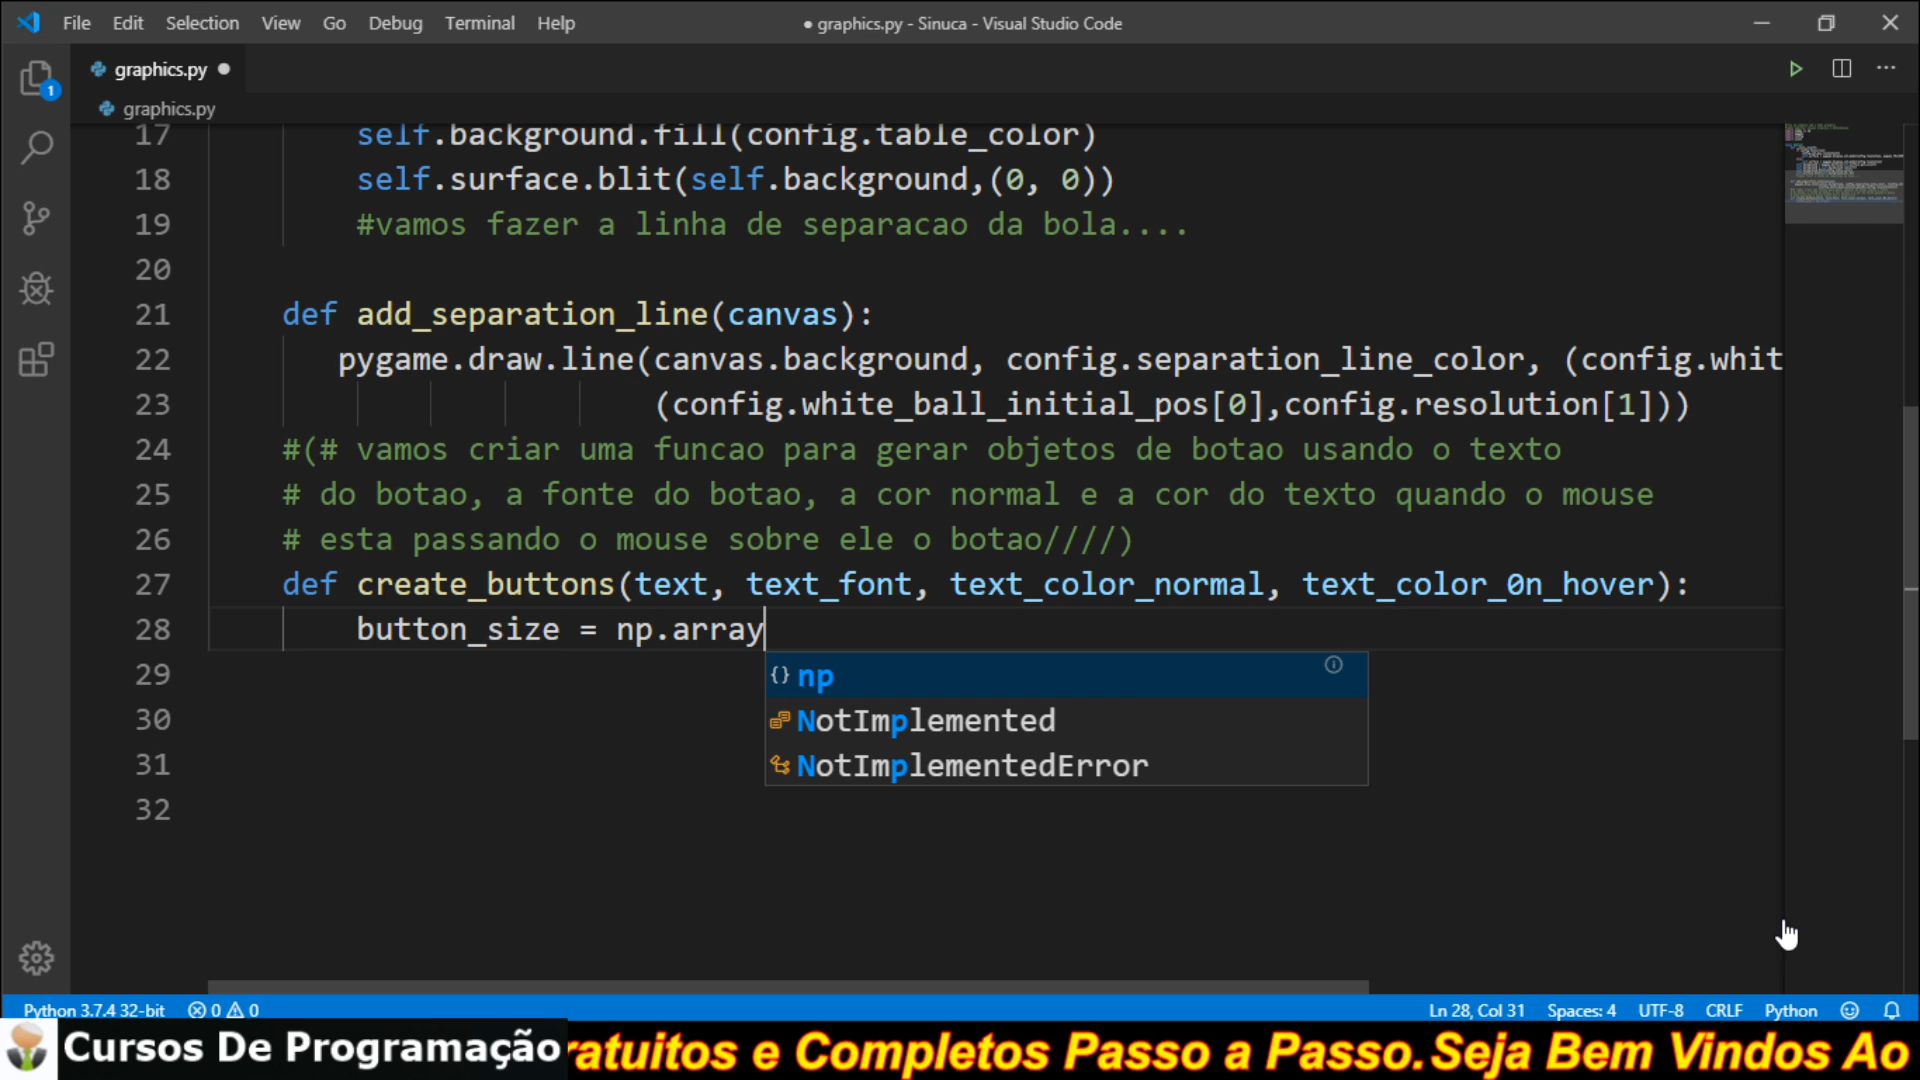 File Edit Selection View Go Debug Terminal Help ● graphics.py - Sinuca - Visual Studio Code
graphics.py ●
1
graphics.py
17 self.background.fill(config.table_color)
18 self.surface.blit(self.background,(0, 0))
19 #vamos fazer a linha de separacao da bola....
20
21 def add_separation_line(canvas):
22 pygame.draw.line(canvas.background, config.separation_line_color, (config.whit
23 (config.white_ball_initial_pos[0],config.resolution[1]))
24 #(# vamos criar uma funcao para gerar objetos de botao usando o texto
25 # do botao, a fonte do botao, a cor normal e a cor do texto quando o mouse
26 # esta passando o mouse sobre ele o botao////)
27 def create_buttons(text, text_font, text_color_normal, text_color_0n_hover):
28 button_size = np.array
29 {} np
30 NotImplemented
31 NotImplementedError
32
Python 3.7.4 32-bit 0 0 Ln 28, Col 31 Spaces: 4 UTF-8 CRLF Python
Cursos De Programação ratuitos e Completos Passo a Passo. Seja Bem Vindos Ao